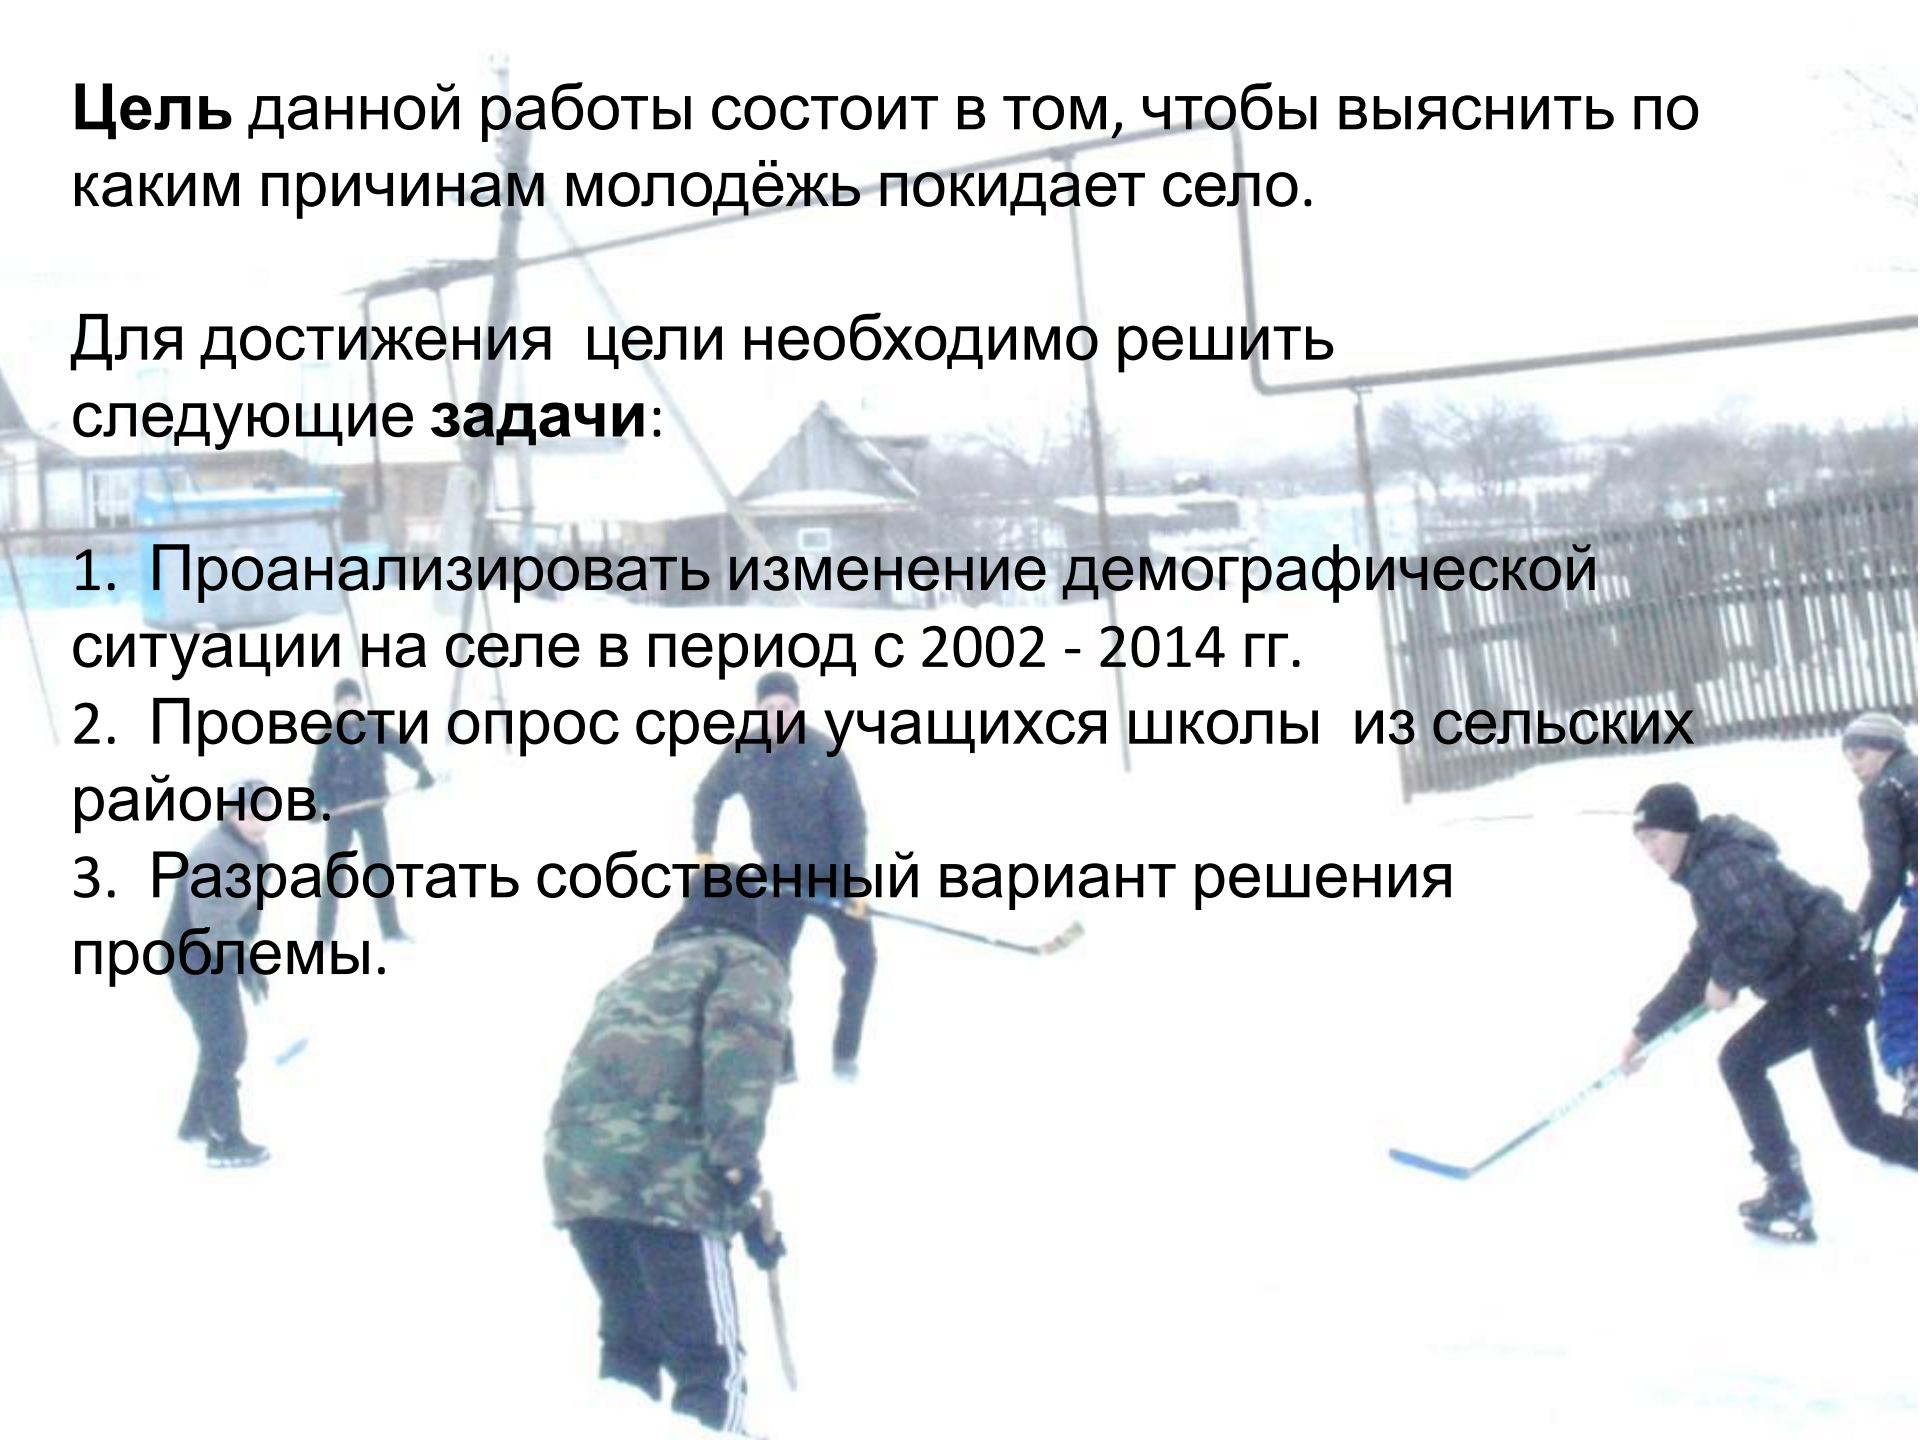 Цель данной работы состоит в том, чтобы выяснить по
каким причинам молодёжь покидает село.
Для достижения  цели необходимо решить
следующие задачи:
1.  Проанализировать изменение демографической
ситуации на селе в период с 2002 - 2014 гг.
2.  Провести опрос среди учащихся школы  из сельских
районов.
3.  Разработать собственный вариант решения
проблемы.